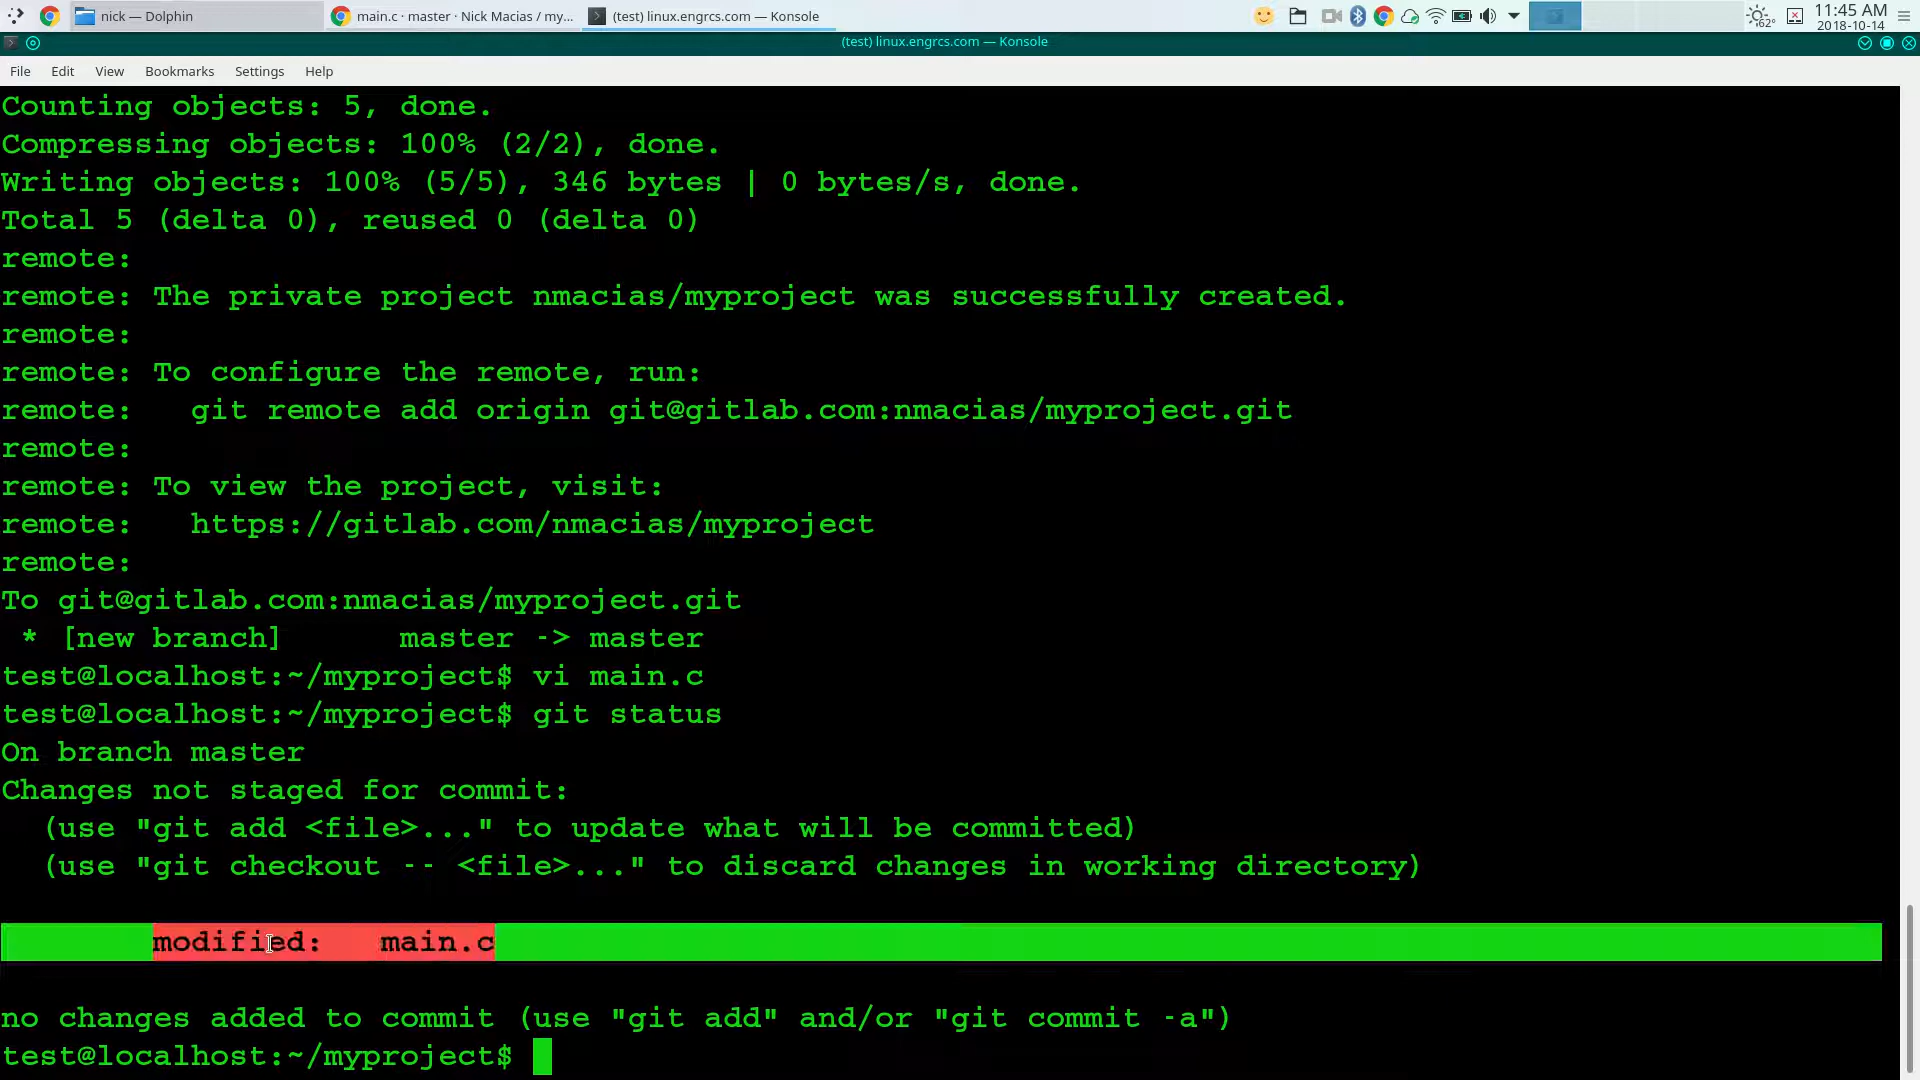 nick — Dolphin
main.c · master · Nick Macias / my...
(test) linux.engrcs.com — Konsole
62°
11:45 AM
2018-10-14
(test) linux.engrcs.com — Konsole
File Edit View Bookmarks Settings Help
Counting objects: 5, done.
Compressing objects: 100% (2/2), done.
Writing objects: 100% (5/5), 346 bytes | 0 bytes/s, done.
Total 5 (delta 0), reused 0 (delta 0)
remote:
remote: The private project nmacias/myproject was successfully created.
remote:
remote: To configure the remote, run:
remote:   git remote add origin git@gitlab.com:nmacias/myproject.git
remote:
remote: To view the project, visit:
remote:   https://gitlab.com/nmacias/myproject
remote:
To git@gitlab.com:nmacias/myproject.git
 * [new branch]      master -> master
test@localhost:~/myproject$ vi main.c
test@localhost:~/myproject$ git status
On branch master
Changes not staged for commit:
  (use "git add <file>..." to update what will be committed)
  (use "git checkout -- <file>..." to discard changes in working directory)
        modified:   main.c
no changes added to commit (use "git add" and/or "git commit -a")
test@localhost:~/myproject$